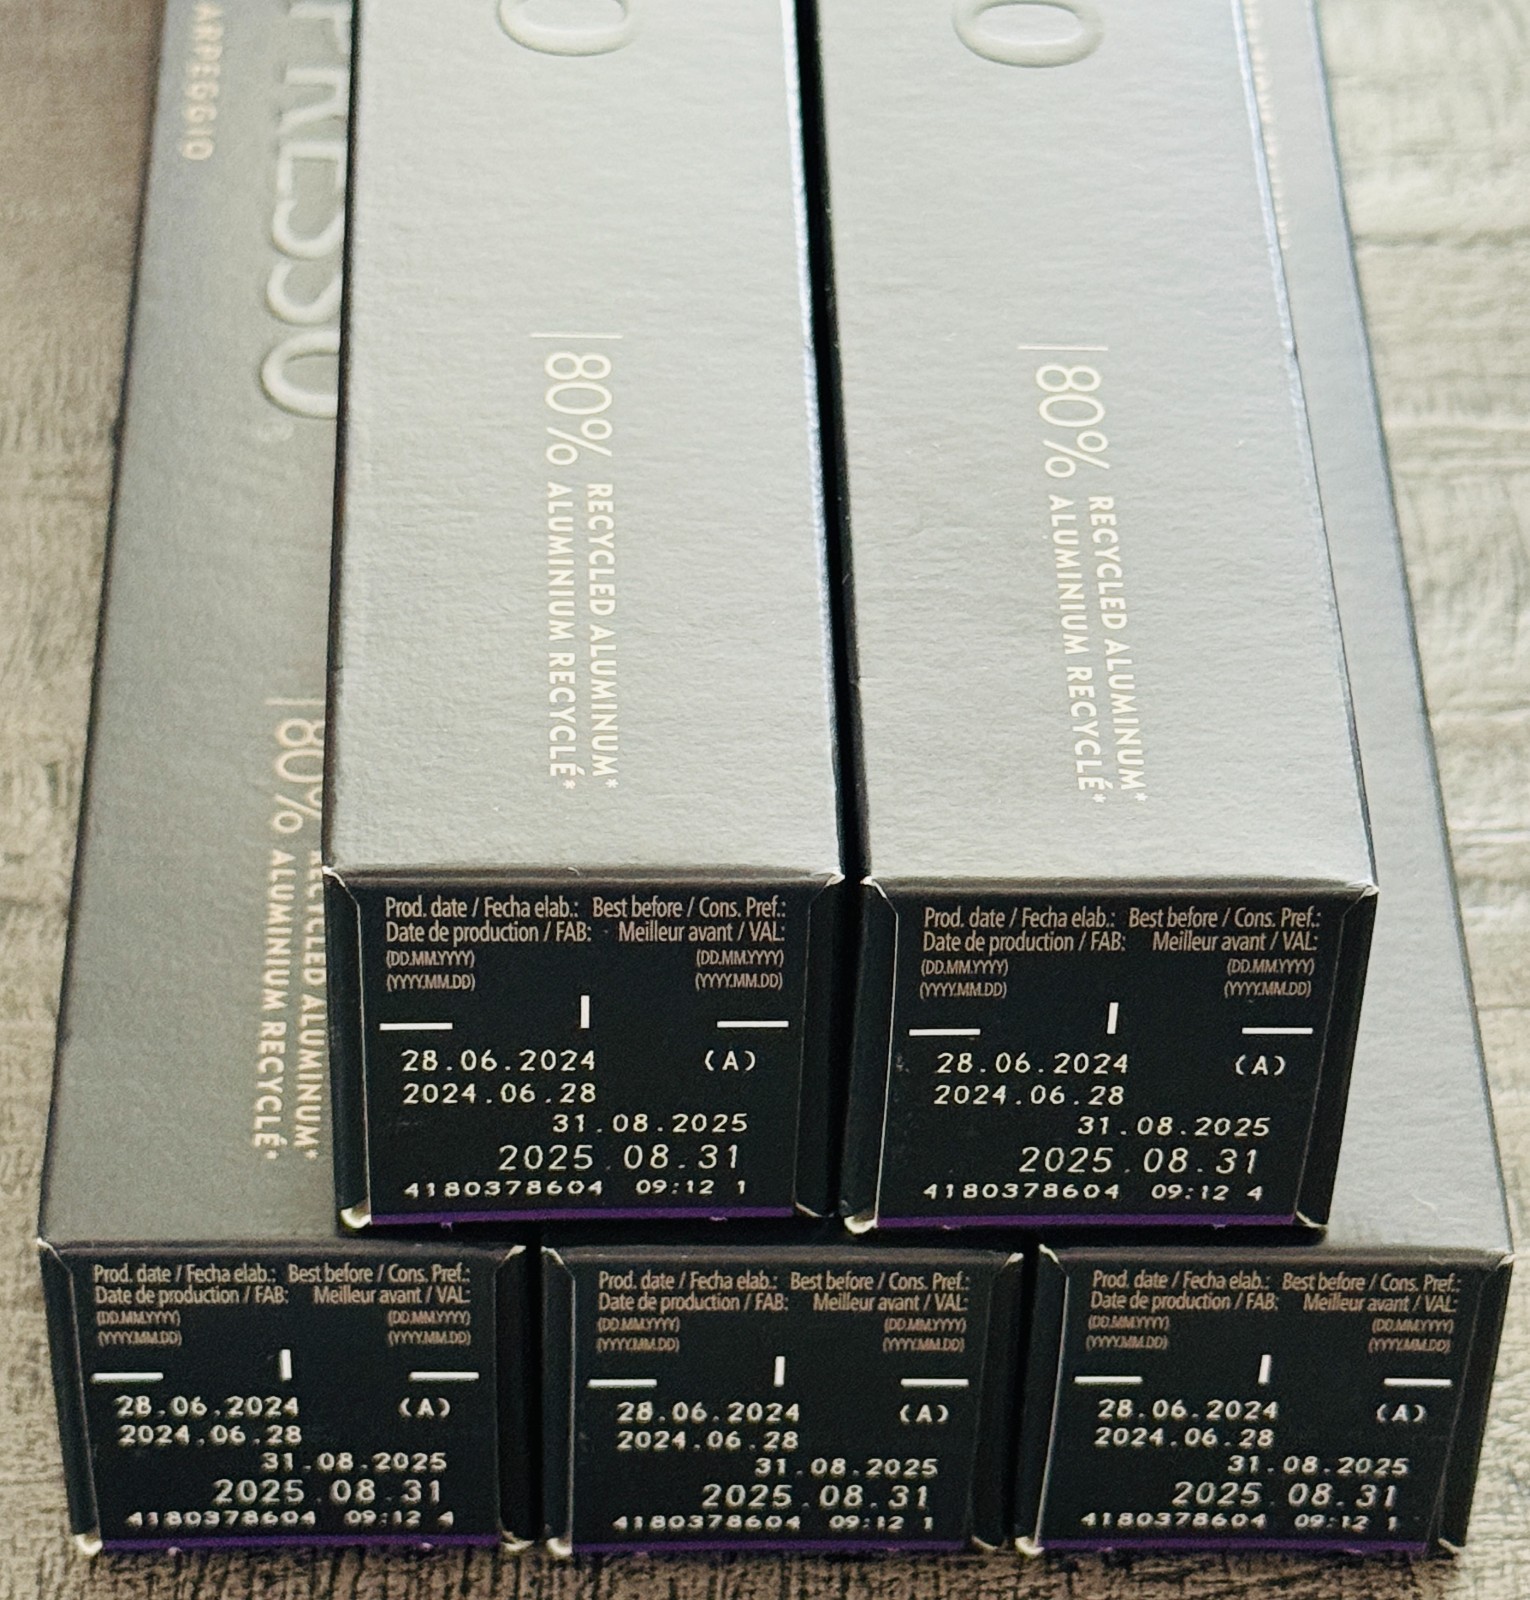 ARPEGGIO
RESSO
80% RECYCLED ALUMINUM*
ALUMINIUM RECYCLÉ*
80% RECYCLED ALUMINUM*
ALUMINIUM RECYCLÉ*
80% RECYCLED ALUMINUM*
ALUMINIUM RECYCLÉ*
Prod. date / Fecha elab.: Best before / Cons. Pref.:
Date de production / FAB: Meilleur avant / VAL:
(DD.MM.YYYY) (DD.MM.YYYY)
(YYYY.MM.DD) (YYYY.MM.DD)
28.06.2024 (A)
2024.06.28
31.08.2025
2025.08.31
4180378604 09:12 1
Prod. date / Fecha elab.: Best before / Cons. Pref.:
Date de production / FAB: Meilleur avant / VAL:
(DD.MM.YYYY) (DD.MM.YYYY)
(YYYY.MM.DD) (YYYY.MM.DD)
28.06.2024 (A)
2024.06.28
31.08.2025
2025.08.31
4180378604 09:12 4
Prod. date / Fecha elab.: Best before / Cons. Pref.:
Date de production / FAB: Meilleur avant / VAL:
(DD.MM.YYYY) (DD.MM.YYYY)
(YYYY.MM.DD) (YYYY.MM.DD)
28.06.2024 (A)
2024.06.28
31.08.2025
2025.08.31
4180378604 09:12 4
Prod. date / Fecha elab.: Best before / Cons. Pref.:
Date de production / FAB: Meilleur avant / VAL:
(DD.MM.YYYY) (DD.MM.YYYY)
(YYYY.MM.DD) (YYYY.MM.DD)
28.06.2024 (A)
2024.06.28
31.08.2025
2025.08.31
4180378604 09:12 1
Prod. date / Fecha elab.: Best before / Cons. Pref.:
Date de production / FAB: Meilleur avant / VAL:
(DD.MM.YYYY) (DD.MM.YYYY)
(YYYY.MM.DD) (YYYY.MM.DD)
28.06.2024 (A)
2024.06.28
31.08.2025
2025.08.31
4180378604 09:12 1